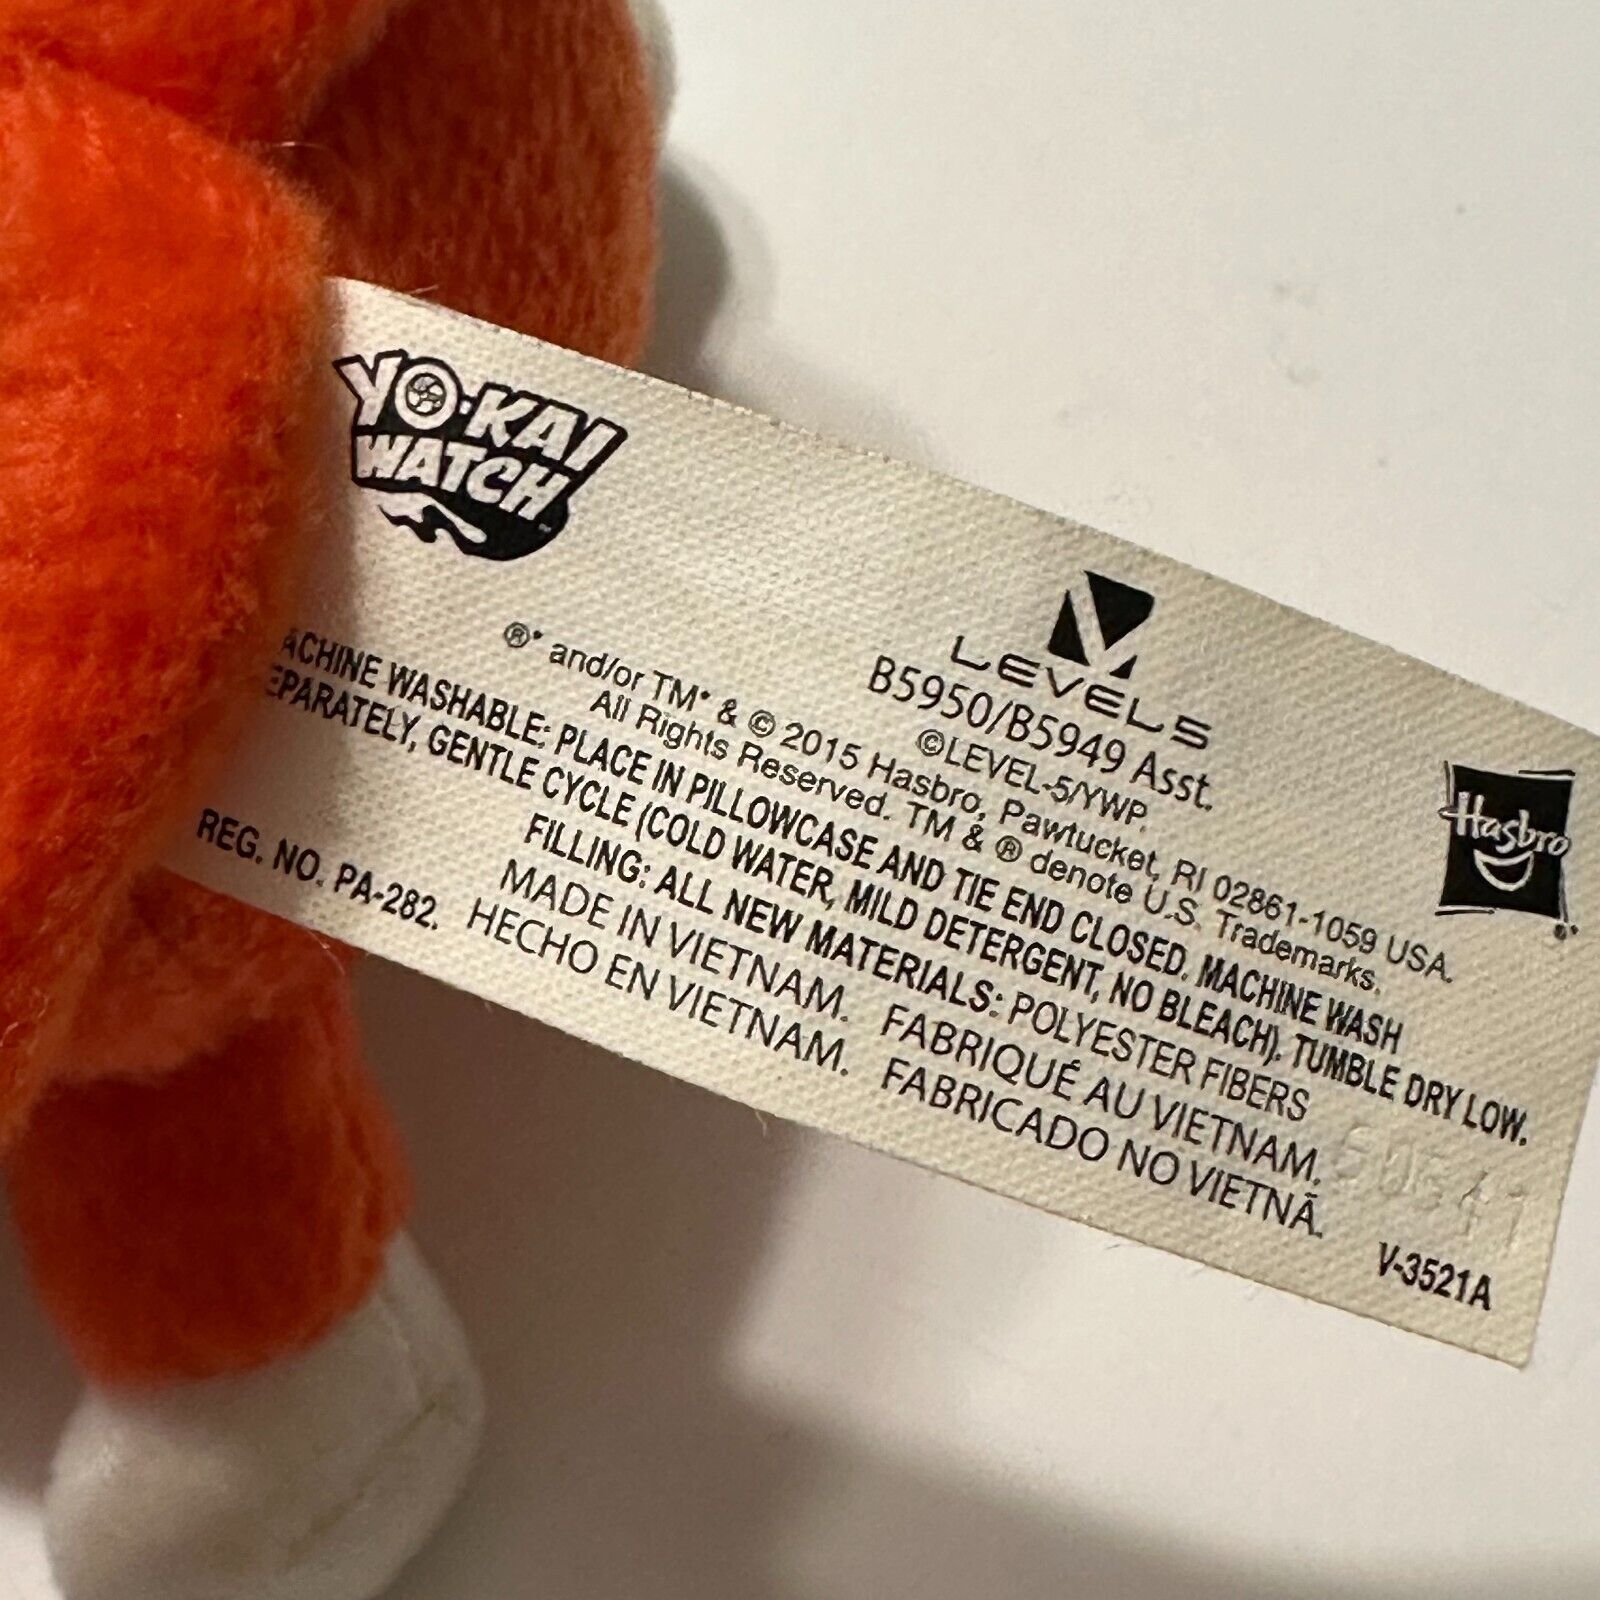 YO-KAI
WATCH™
LEVEL5
B5950/B5949 Asst.
©LEVEL-5/YWP.
®* and/or TM* & © 2015 Hasbro, Pawtucket, RI 02861-1059 USA.
All Rights Reserved. TM & ® denote U.S. Trademarks.
Hasbro
ACHINE WASHABLE: PLACE IN PILLOWCASE AND TIE END CLOSED. MACHINE WASH
EPARATELY, GENTLE CYCLE (COLD WATER, MILD DETERGENT, NO BLEACH). TUMBLE DRY LOW.
FILLING: ALL NEW MATERIALS: POLYESTER FIBERS
REG. NO. PA-282.
MADE IN VIETNAM. FABRIQUÉ AU VIETNAM.
HECHO EN VIETNAM. FABRICADO NO VIETNÃ.
V-3521A